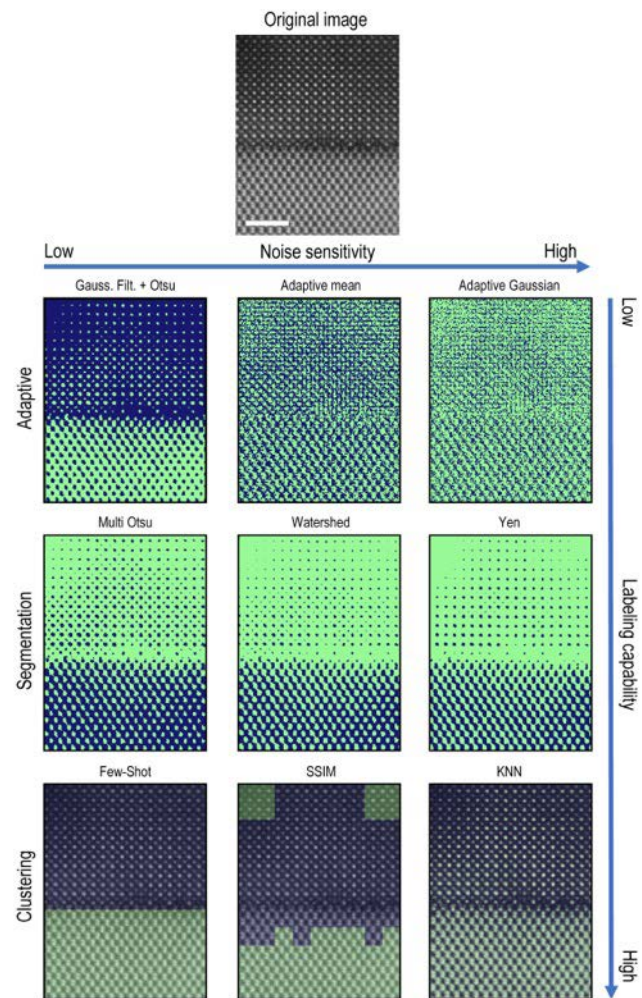 Original image
Low Noise sensitivity High
Gauss. Filt. + Otsu Adaptive mean Adaptive Gaussian
Low
Adaptive
Multi Otsu Watershed Yen
Segmentation
Labeling capability
Few-Shot SSIM KNN
Clustering
High